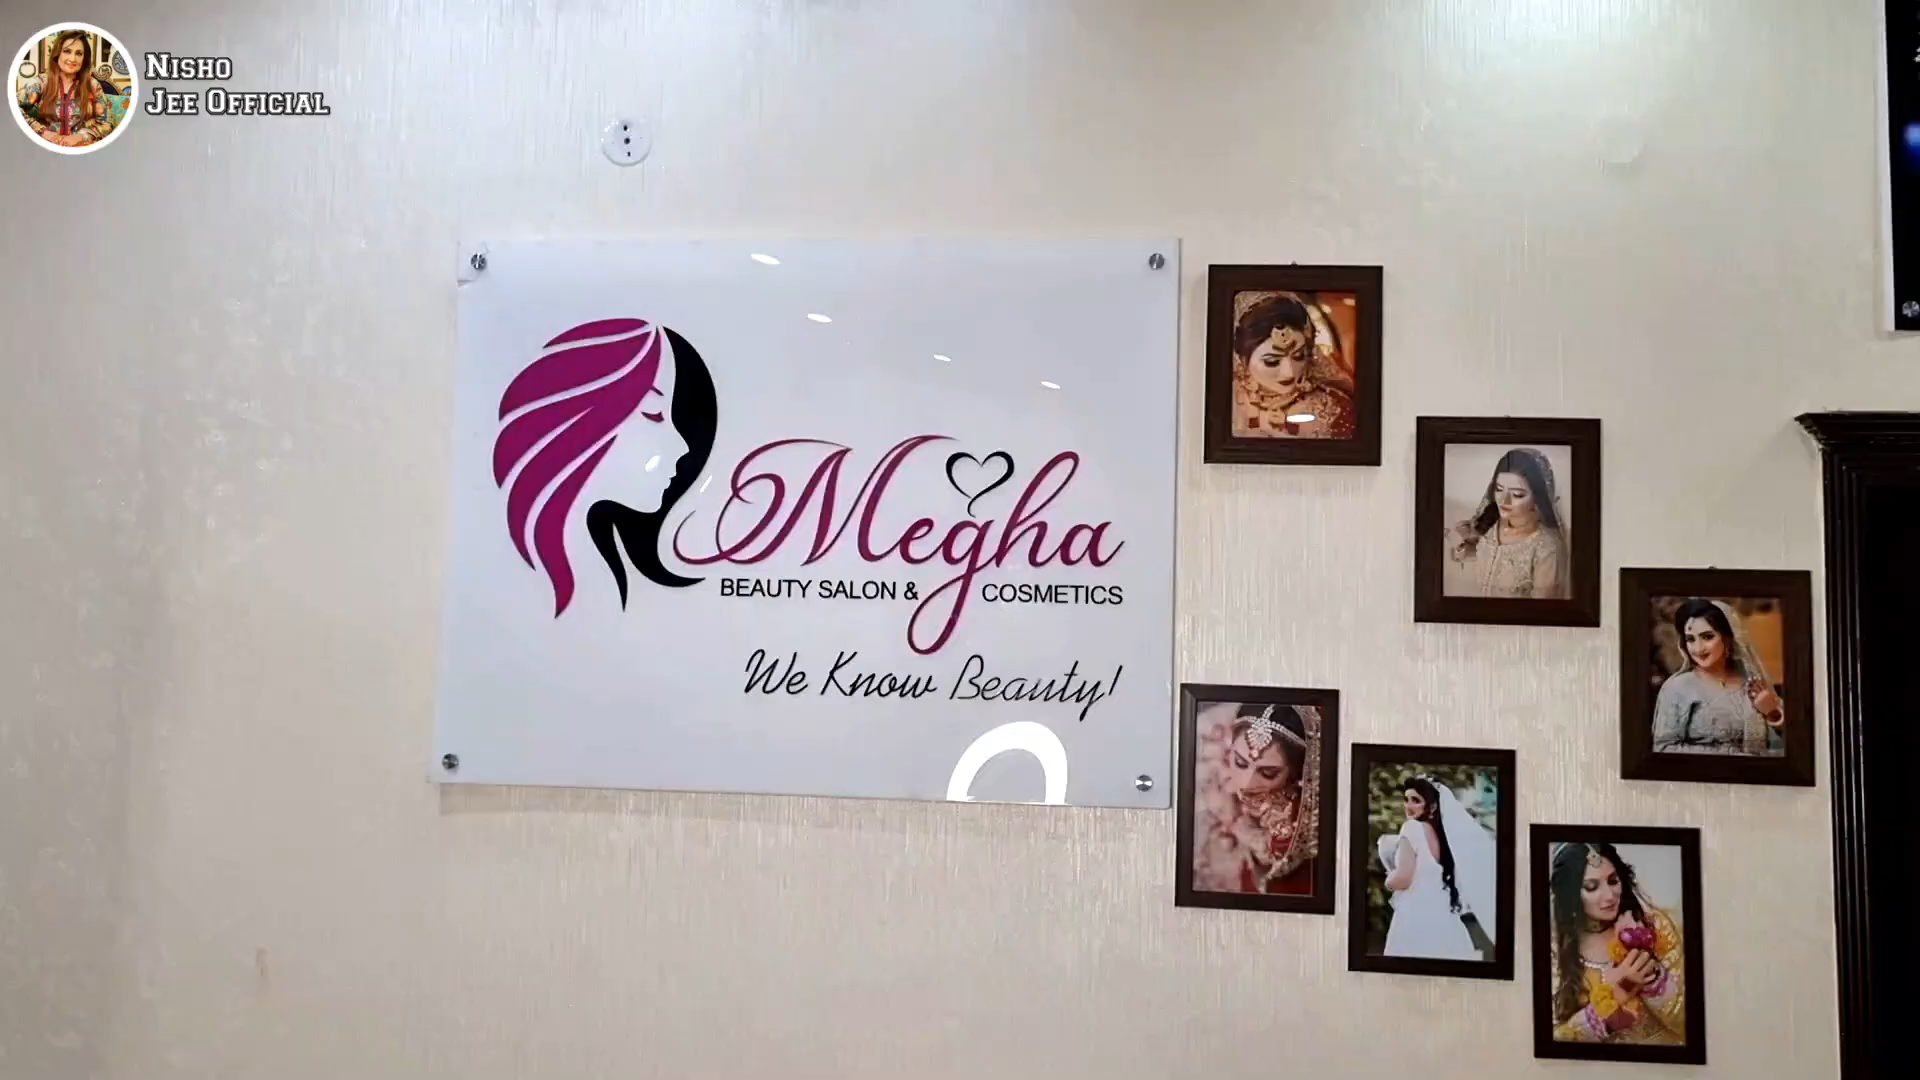 Nisho
Jee Official
Megha
BEAUTY SALON & COSMETICS
We Know Beauty!